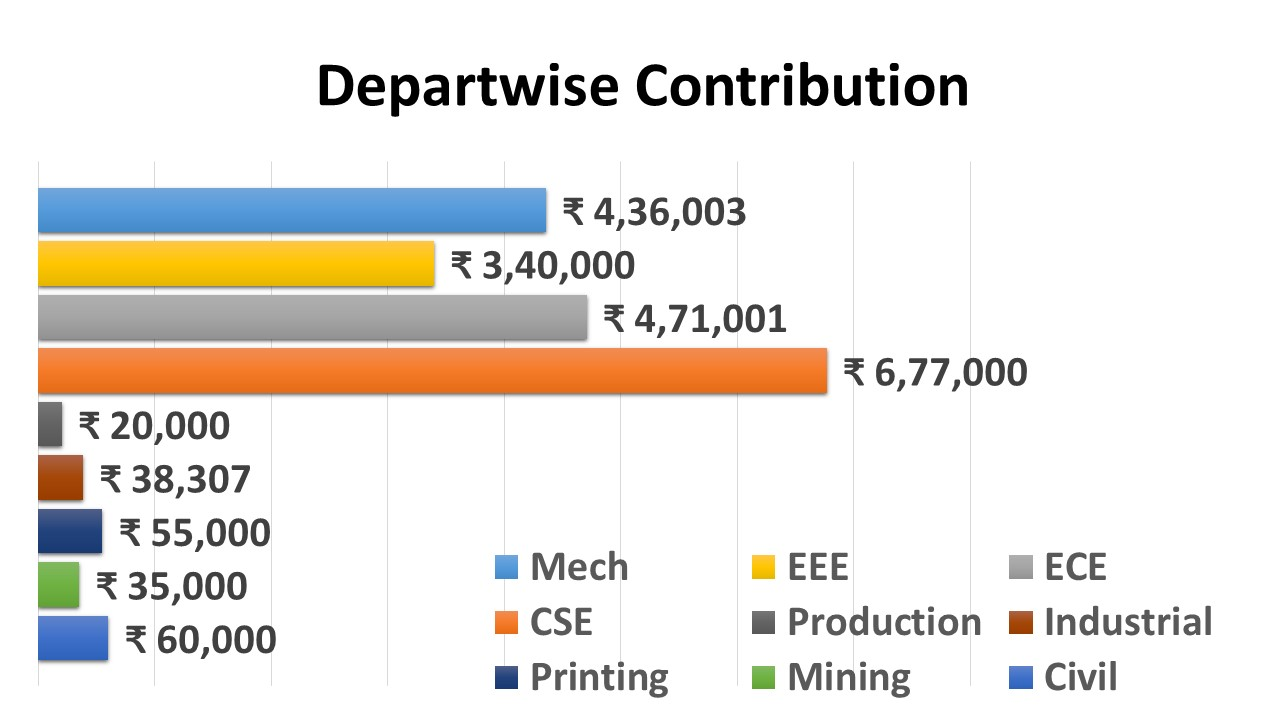 Departwise Contribution
₹ 4,36,003
₹ 3,40,000
₹ 4,71,001
₹ 6,77,000
₹ 20,000
₹ 38,307
₹ 55,000
₹ 35,000
₹ 60,000
Mech EEE ECE
CSE Production Industrial
Printing Mining Civil